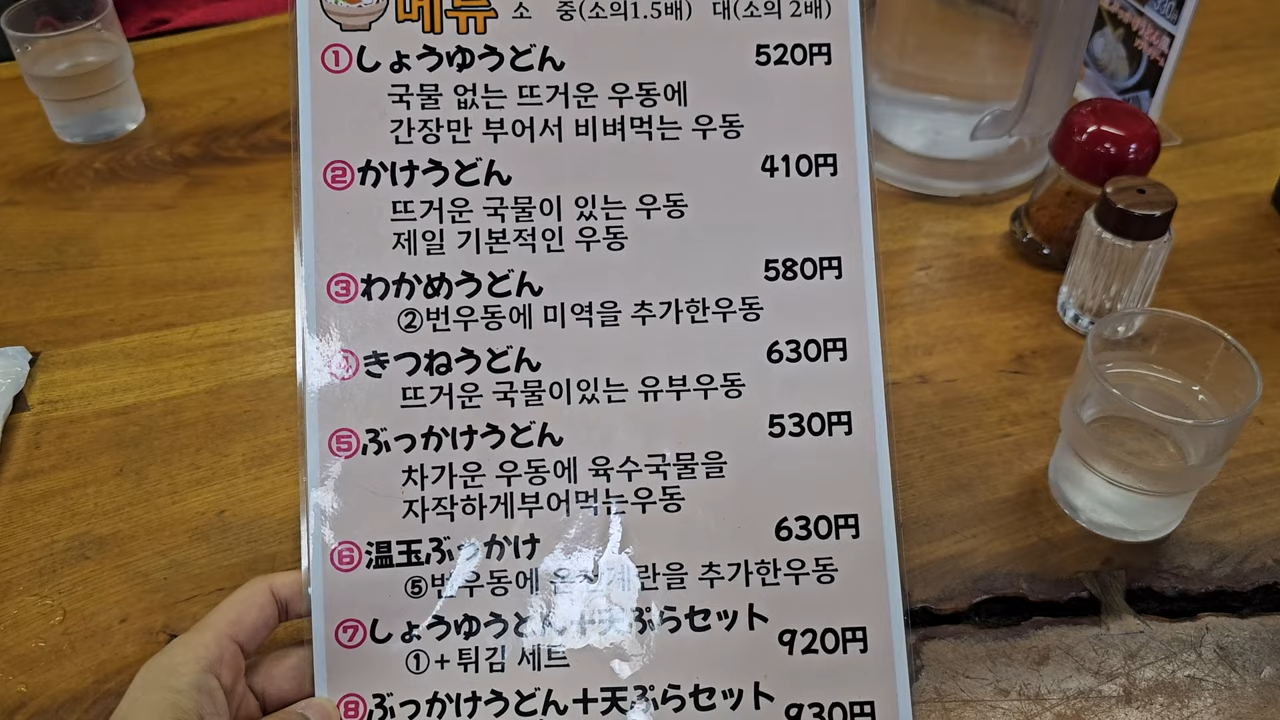 메뉴 소 중(소의1.5배) 대(소의 2배)
①しょうゆうどん 520円
국물 없는 뜨거운 우동에
간장만 부어서 비벼먹는 우동
②かけうどん 410円
뜨거운 국물이 있는 우동
제일 기본적인 우동
③わかめうどん 580円
②번우동에 미역을 추가한우동
④きつねうどん 630円
뜨거운 국물이있는 유부우동
⑤ぶっかけうどん 530円
차가운 우동에 육수국물을
자작하게부어먹는우동
⑥温玉ぶっかけ 630円
⑤번우동에 온천계란을 추가한우동
⑦しょうゆうどん+天ぷらセット 920円
①+튀김 세트
⑧ぶっかけうどん+天ぷらセット 930円